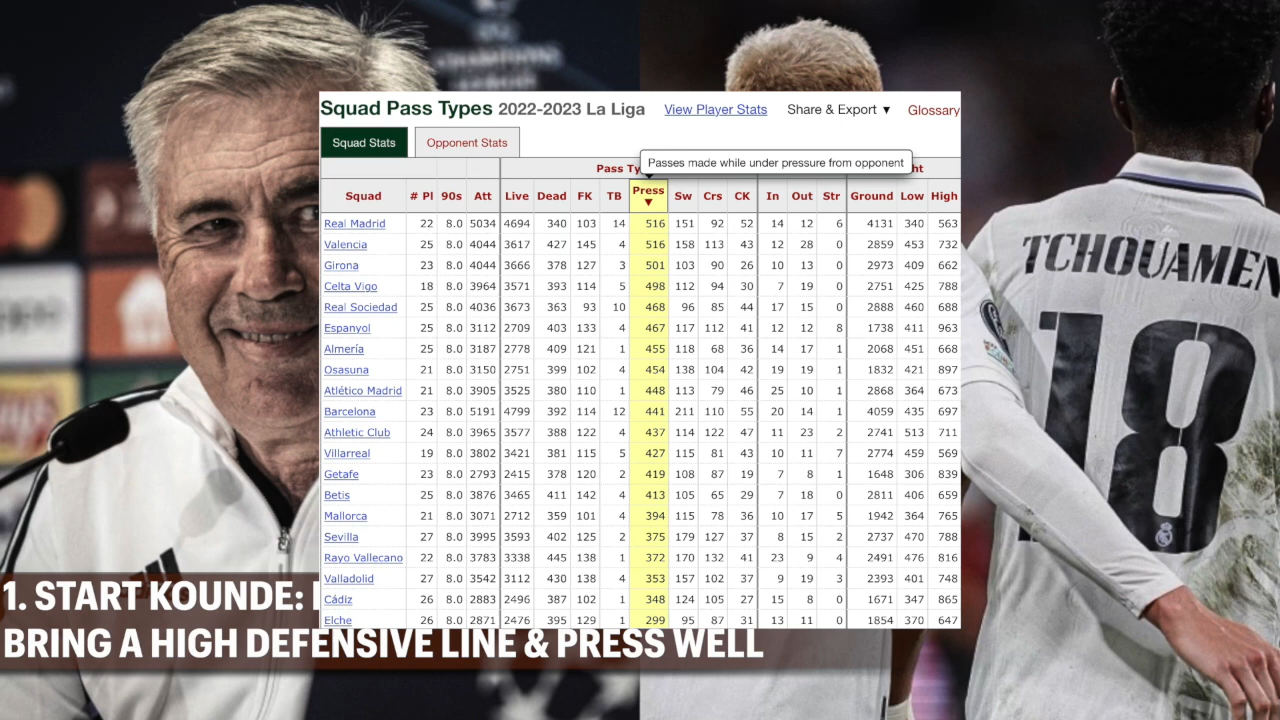 CHAMPIONS
LEAGUE
Squad Pass Types 2022-2023 La Liga View Player Stats Share & Export ▼ Glossary
Squad Stats Opponent Stats
Passes made while under pressure from opponent
Pass Ty ht
Squad # Pl 90s Att Live Dead FK TB Press ▼ Sw Crs CK In Out Str Ground Low High
Real Madrid 22 8.0 5034 4694 340 103 14 516 151 92 52 14 12 6 4131 340 563
Valencia 25 8.0 4044 3617 427 145 4 516 158 113 43 12 28 0 2859 453 732
Girona 23 8.0 4044 3666 378 127 3 501 103 90 26 10 13 0 2973 409 662
Celta Vigo 18 8.0 3964 3571 393 114 5 498 112 94 30 7 19 0 2751 425 788
Real Sociedad 25 8.0 4036 3673 363 93 10 468 96 85 44 17 15 0 2888 460 688
Espanyol 25 8.0 3112 2709 403 133 4 467 117 112 41 12 12 8 1738 411 963
Almería 25 8.0 3187 2778 409 121 1 455 118 68 36 14 17 1 2068 451 668
Osasuna 21 8.0 3150 2751 399 102 4 454 138 104 42 19 19 1 1832 421 897
Atlético Madrid 21 8.0 3905 3525 380 110 1 448 113 79 46 25 10 1 2868 364 673
Barcelona 23 8.0 5191 4799 392 114 12 441 211 110 55 20 14 1 4059 435 697
Athletic Club 24 8.0 3965 3577 388 122 4 437 114 122 47 11 23 2 2741 513 711
Villarreal 19 8.0 3802 3421 381 115 5 427 115 81 43 10 11 7 2774 459 569
Getafe 23 8.0 2793 2415 378 120 2 419 108 87 19 7 8 1 1648 306 839
Betis 25 8.0 3876 3465 411 142 4 413 105 65 29 7 18 0 2811 406 659
Mallorca 21 8.0 3071 2712 359 101 4 394 115 78 36 10 17 5 1942 364 765
Sevilla 27 8.0 3995 3593 402 125 2 375 179 127 37 8 15 2 2737 470 788
Rayo Vallecano 22 8.0 3783 3338 445 138 1 372 170 132 41 23 9 4 2491 476 816
Valladolid 27 8.0 3542 3112 430 138 4 353 157 102 37 9 19 3 2393 401 748
Cádiz 26 8.0 2883 2496 387 102 1 348 124 105 27 15 8 0 1671 347 865
Elche 26 8.0 2871 2476 395 129 1 299 95 87 31 13 11 0 1854 370 647
TCHOUAMEN
18
1. START KOUNDE:
BRING A HIGH DEFENSIVE LINE & PRESS WELL